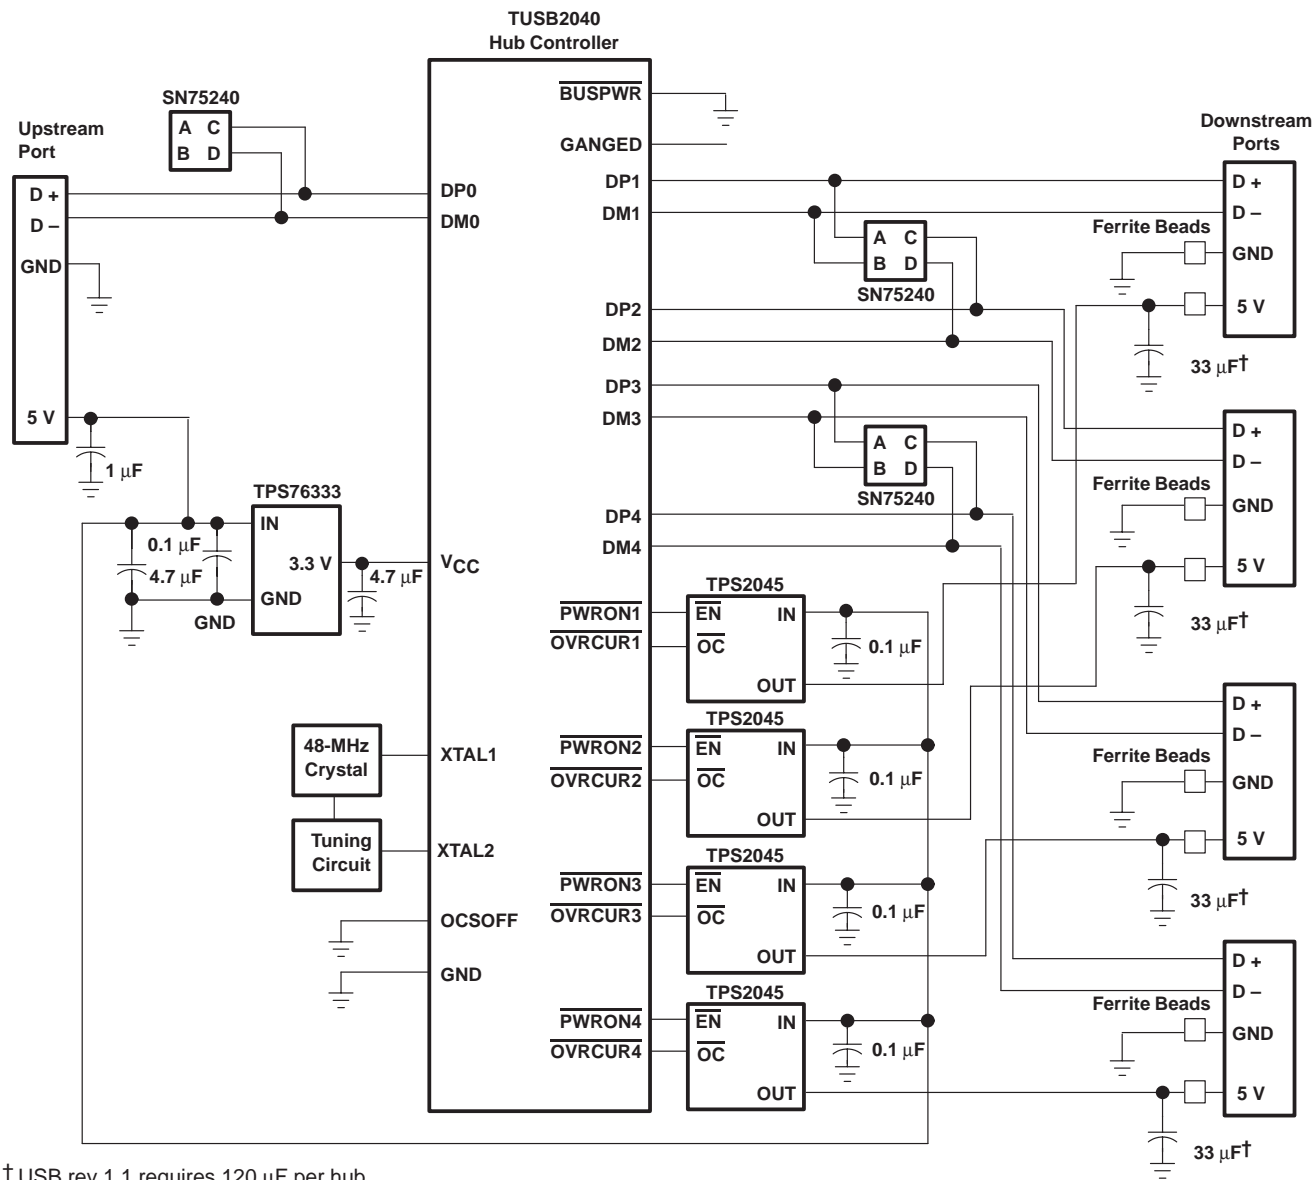 TUSB2040
Hub Controller
SN75240
A C
B D
Upstream
Port
D +
D –
GND
5 V
1 μF
TPS76333
IN
3.3 V
GND
0.1 μF
4.7 μF
GND
4.7 μF
48-MHz
Crystal
Tuning
Circuit
DP0
DM0
VCC
XTAL1
XTAL2
OCSOFF
GND
BUSPWR
GANGED
DP1
DM1
DP2
DM2
DP3
DM3
DP4
DM4
PWRON1
OVRCUR1
PWRON2
OVRCUR2
PWRON3
OVRCUR3
PWRON4
OVRCUR4
A C
B D
SN75240
A C
B D
SN75240
TPS2045
EN IN
OC
OUT
0.1 μF
TPS2045
EN IN
OC
OUT
0.1 μF
TPS2045
EN IN
OC
OUT
0.1 μF
TPS2045
EN IN
OC
OUT
0.1 μF
Downstream
Ports
D +
D –
Ferrite Beads
GND
5 V
33 μF†
D +
D –
Ferrite Beads
GND
5 V
33 μF†
D +
D –
Ferrite Beads
GND
5 V
33 μF†
D +
D –
Ferrite Beads
GND
5 V
33 μF†
† USB rev 1.1 requires 120 μF per hub.